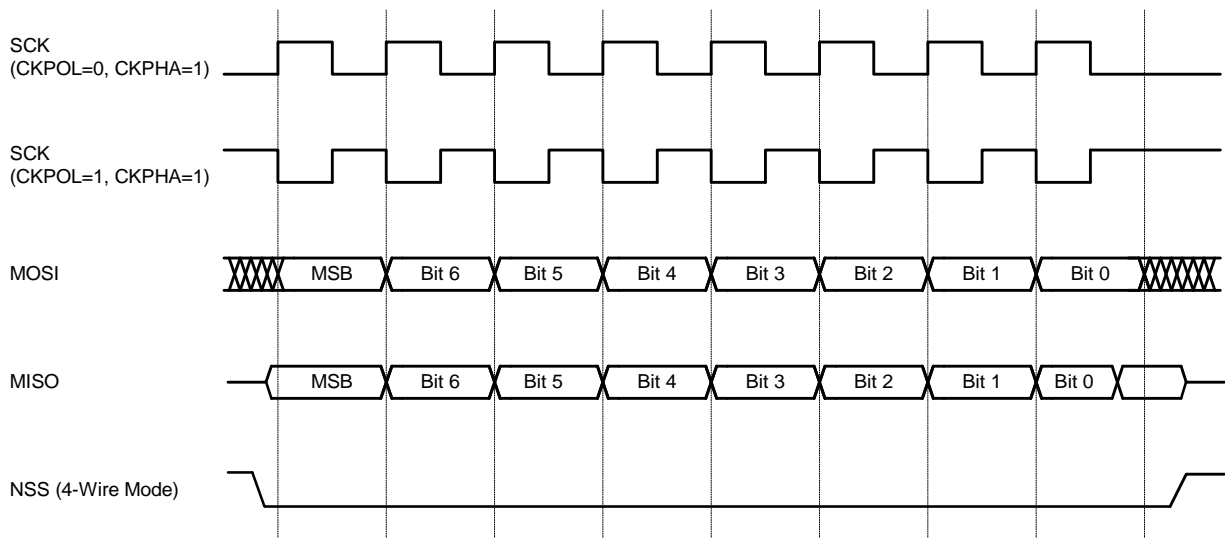 SCK
(CKPOL=0, CKPHA=1)
SCK
(CKPOL=1, CKPHA=1)
MOSI
MSB Bit 6 Bit 5 Bit 4 Bit 3 Bit 2 Bit 1 Bit 0
MISO
MSB Bit 6 Bit 5 Bit 4 Bit 3 Bit 2 Bit 1 Bit 0
NSS (4-Wire Mode)